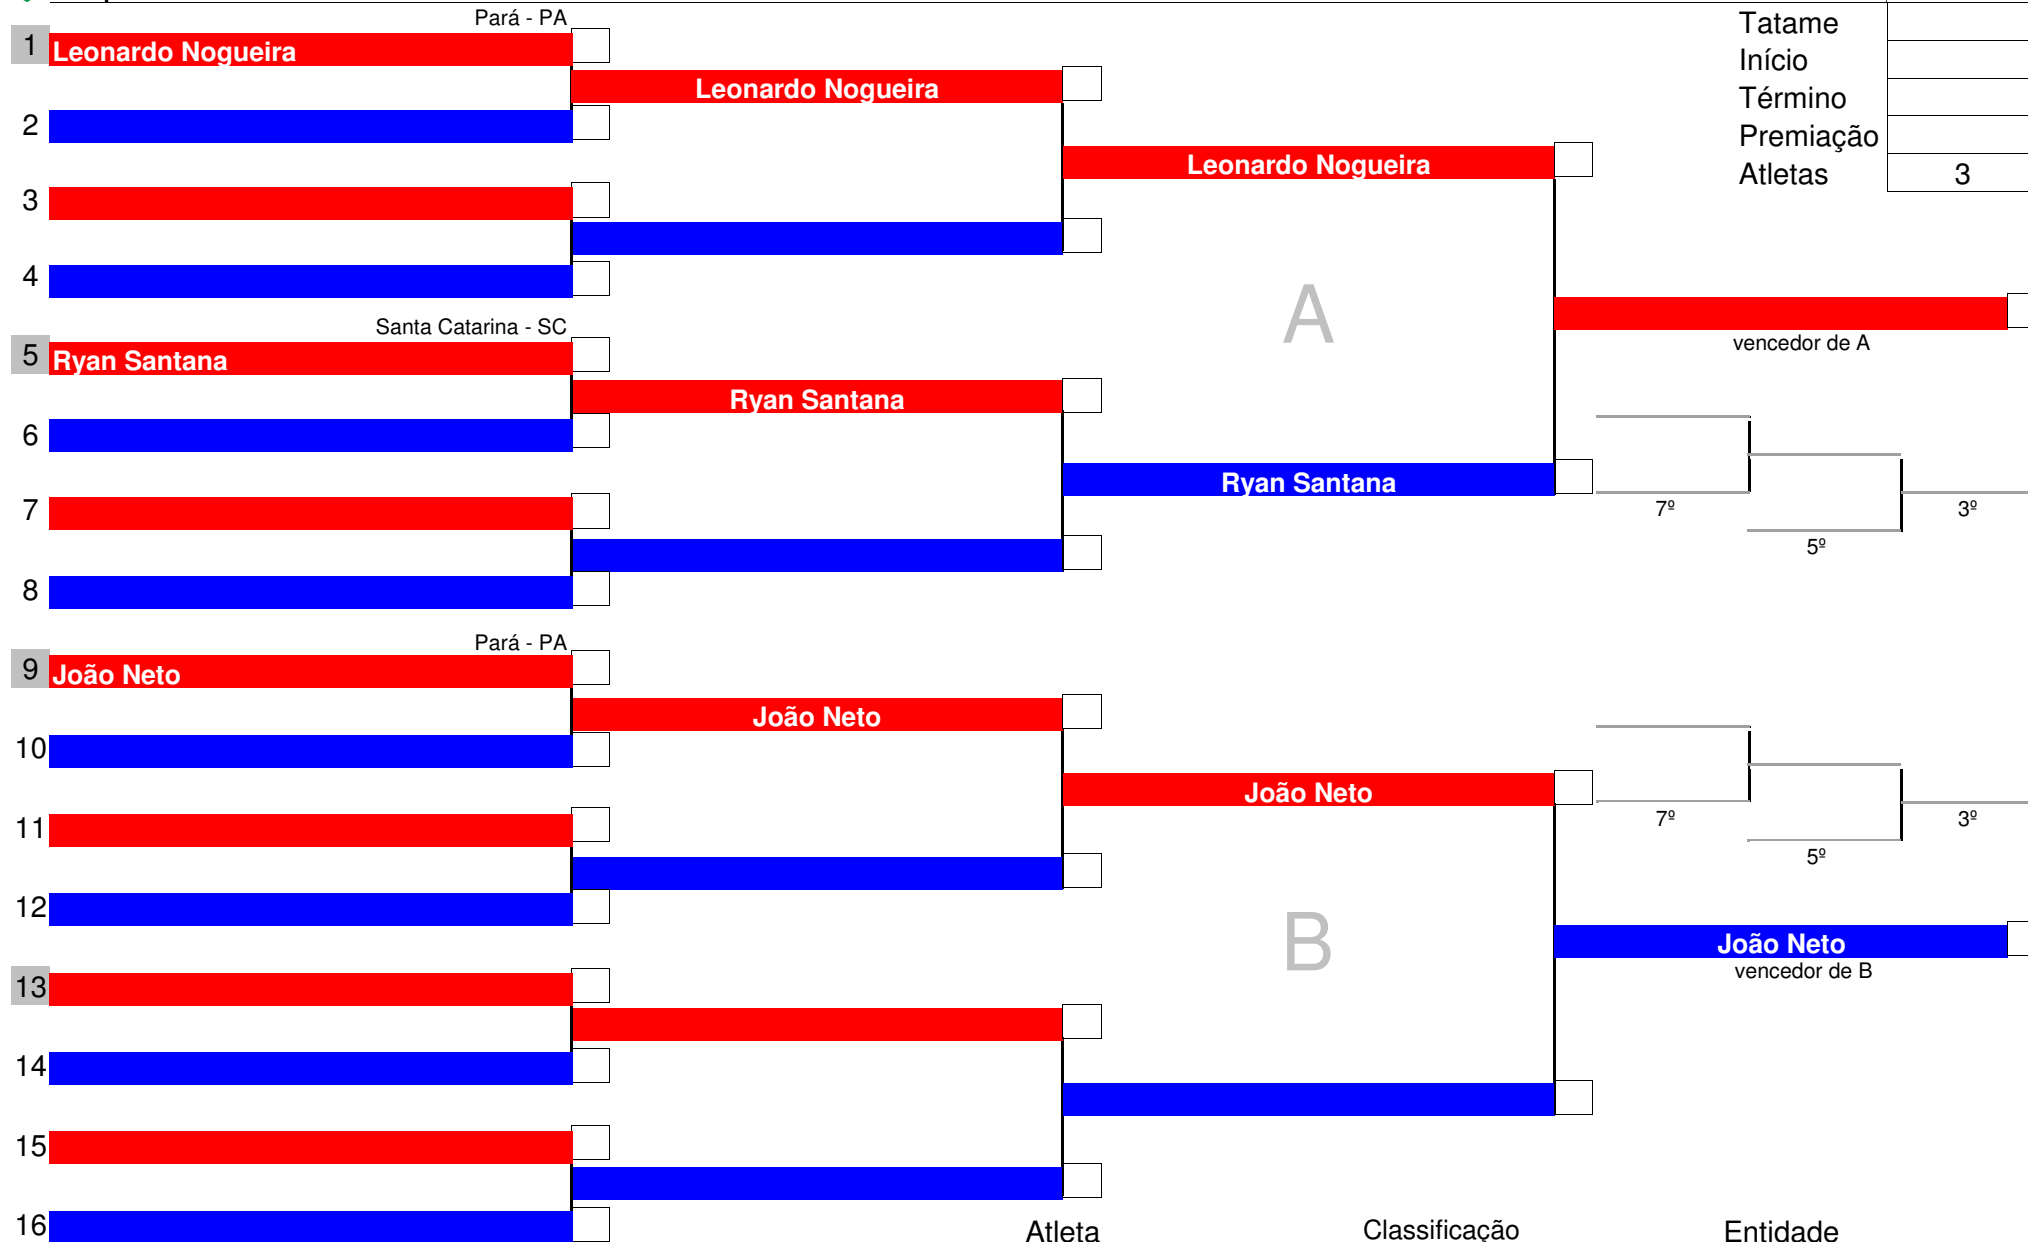 Pará - PA
Tatame
1 Leonardo Nogueira
Leonardo Nogueira
Início
Término
2
Premiação
Leonardo Nogueira
Atletas 3
3
4
A
Santa Catarina - SC
vencedor de A
5 Ryan Santana
Ryan Santana
6
Ryan Santana
7
7º 3º
5º
8
Pará - PA
9 João Neto
João Neto
10
João Neto
11
7º 3º
5º
12
B
João Neto
vencedor de B
13
14
15
16
Atleta Classificação Entidade